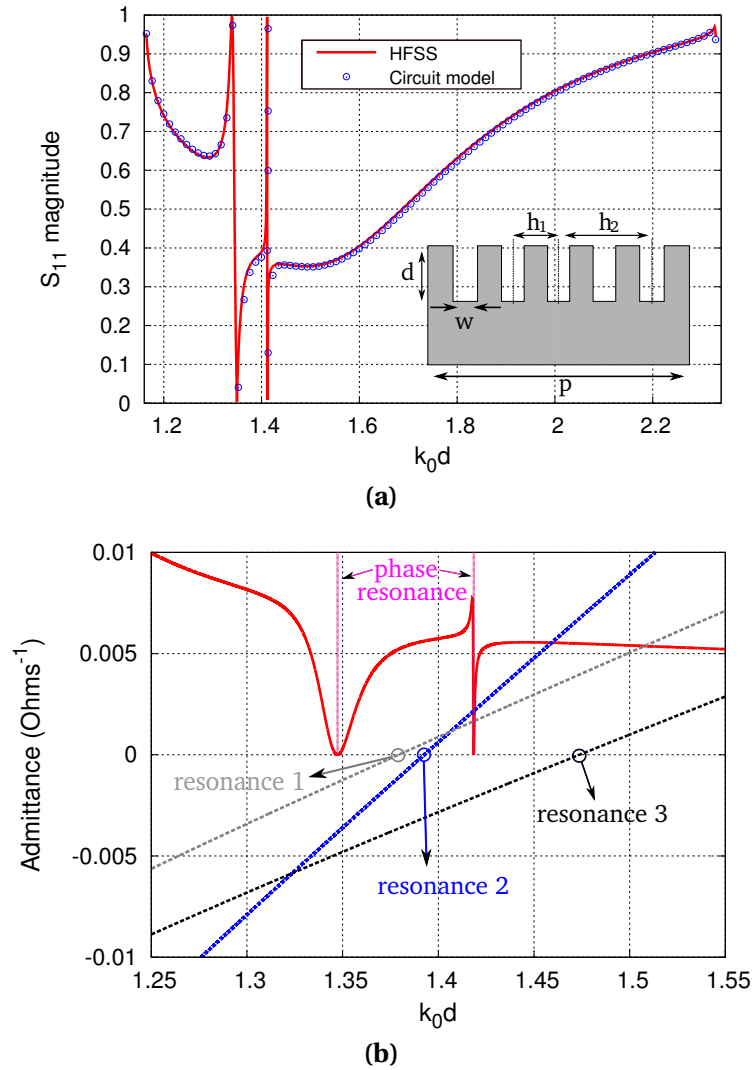 1
0.9
0.8
0.7
0.6
0.5
0.4
0.3
0.2
0.1
0
S₁₁ magnitude
HFSS
Circuit model
h₁
h₂
d
w
p
1.2
1.4
1.6
1.8
2
2.2
k₀d
(a)
0.01
0.005
0
-0.005
-0.01
Admittance (Ohms⁻¹)
phase
resonance
resonance 1
resonance 2
resonance 3
1.25
1.3
1.35
1.4
1.45
1.5
1.55
k₀d
(b)